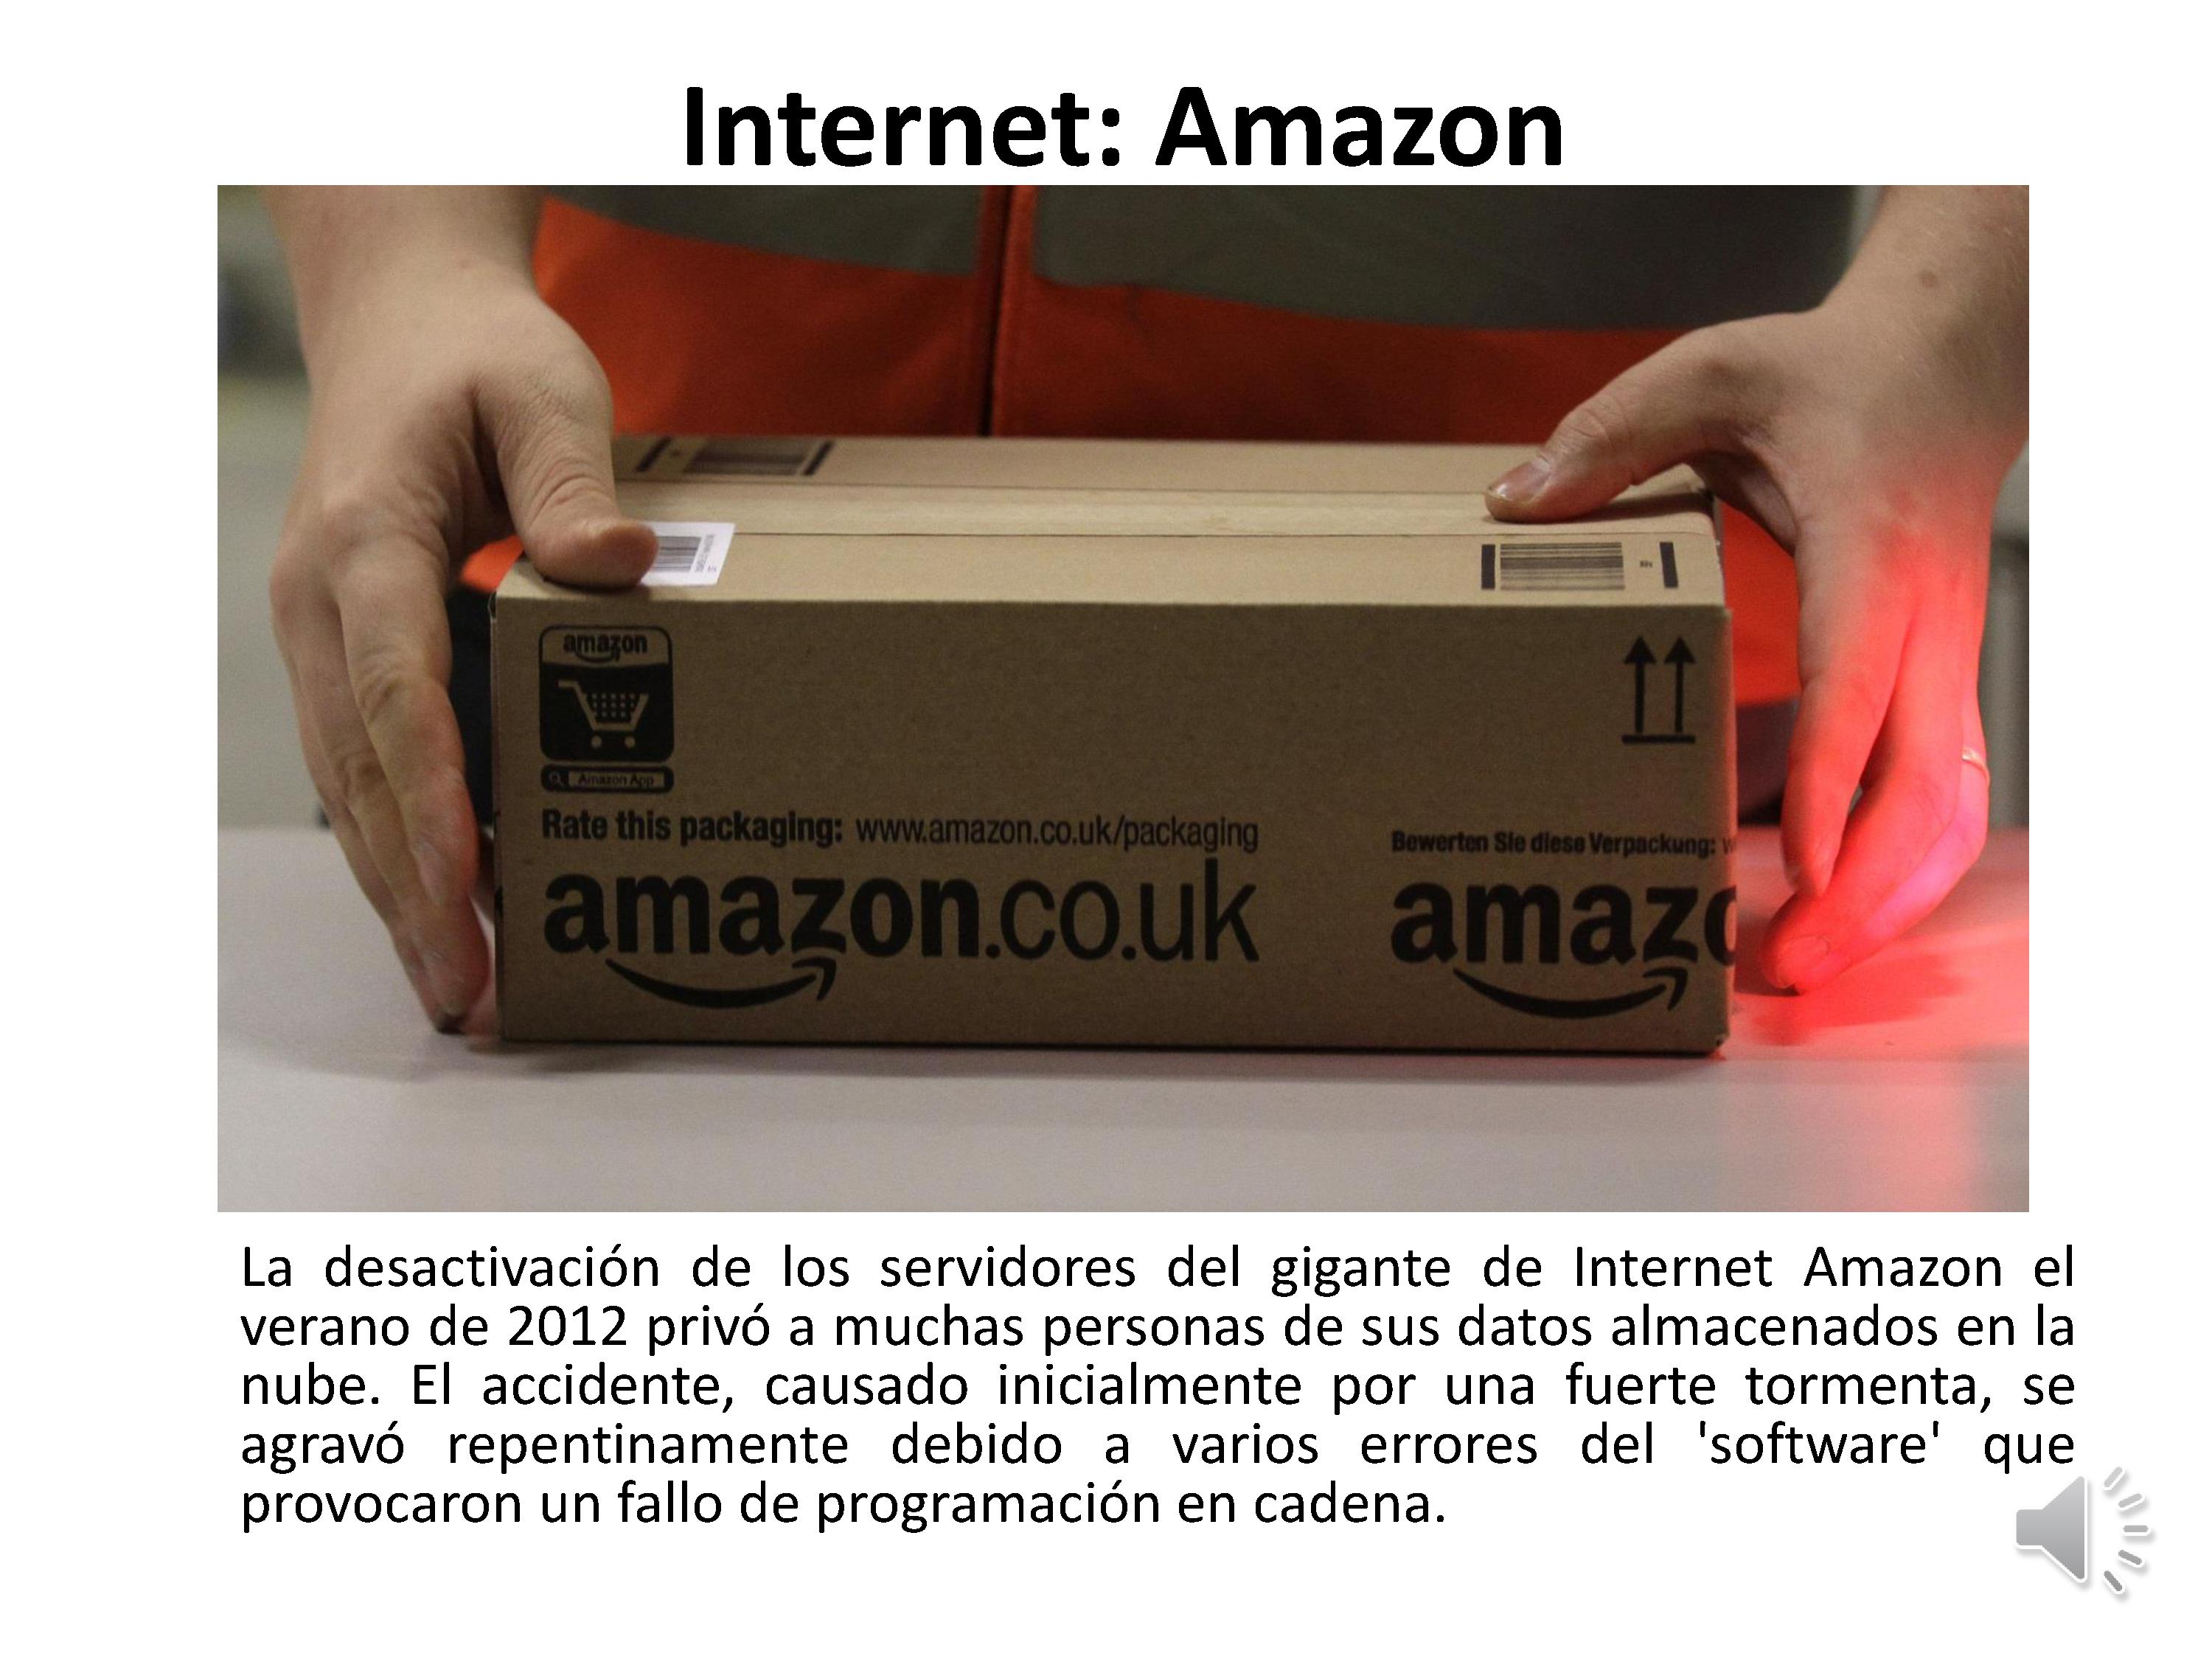 Internet: Amazon
amazon
Amazon App
Rate this packaging: www.amazon.co.uk/packaging
amazon.co.uk
Bewerten Sie diese Verpackung: w
amazo
La desactivación de los servidores del gigante de Internet Amazon el
verano de 2012 privó a muchas personas de sus datos almacenados en la
nube. El accidente, causado inicialmente por una fuerte tormenta, se
agravó repentinamente debido a varios errores del 'software' que
provocaron un fallo de programación en cadena.